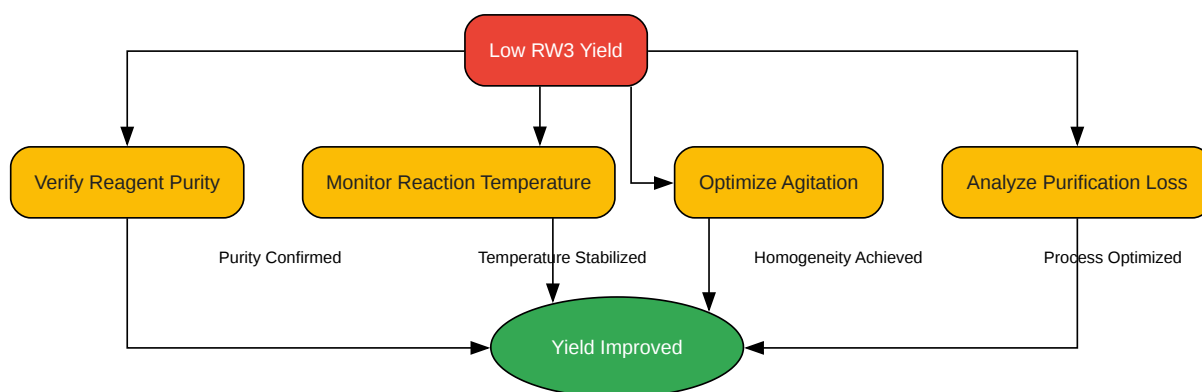 Low RW3 Yield
Verify Reagent Purity
Monitor Reaction Temperature
Optimize Agitation
Analyze Purification Loss
Purity Confirmed
Temperature Stabilized
Homogeneity Achieved
Process Optimized
Yield Improved